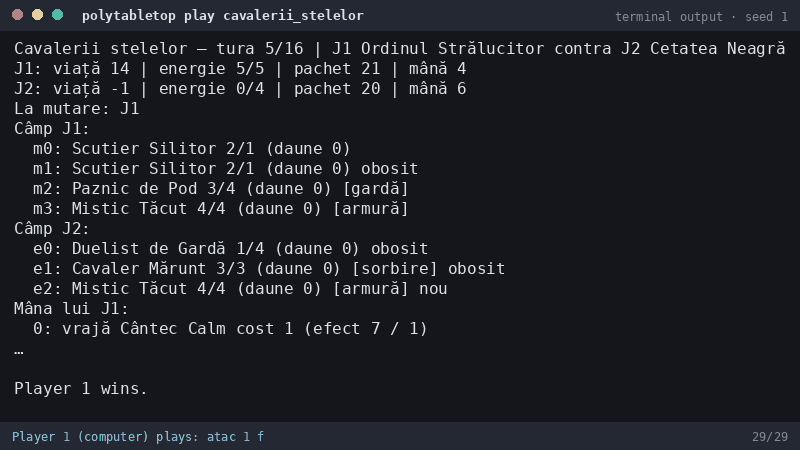 polytabletop play cavalerii_stelelor
terminal output · seed 1
Cavalerii stelelor — tura 5/16 | J1 Ordinul Strălucitor contra J2 Cetatea Neagră
J1: viață 14 | energie 5/5 | pachet 21 | mână 4
J2: viață -1 | energie 0/4 | pachet 20 | mână 6
La mutare: J1
Câmp J1:
m0: Scutier Silitor 2/1 (daune 0)
m1: Scutier Silitor 2/1 (daune 0) obosit
m2: Paznic de Pod 3/4 (daune 0) [gardă]
m3: Mistic Tăcut 4/4 (daune 0) [armură]
Câmp J2:
e0: Duelist de Gardă 1/4 (daune 0) obosit
e1: Cavaler Mărunt 3/3 (daune 0) [sorbire] obosit
e2: Mistic Tăcut 4/4 (daune 0) [armură] nou
Mâna lui J1:
0: vrajă Cântec Calm cost 1 (efect 7 / 1)
…
Player 1 wins.
Player 1 (computer) plays: atac 1 f
29/29